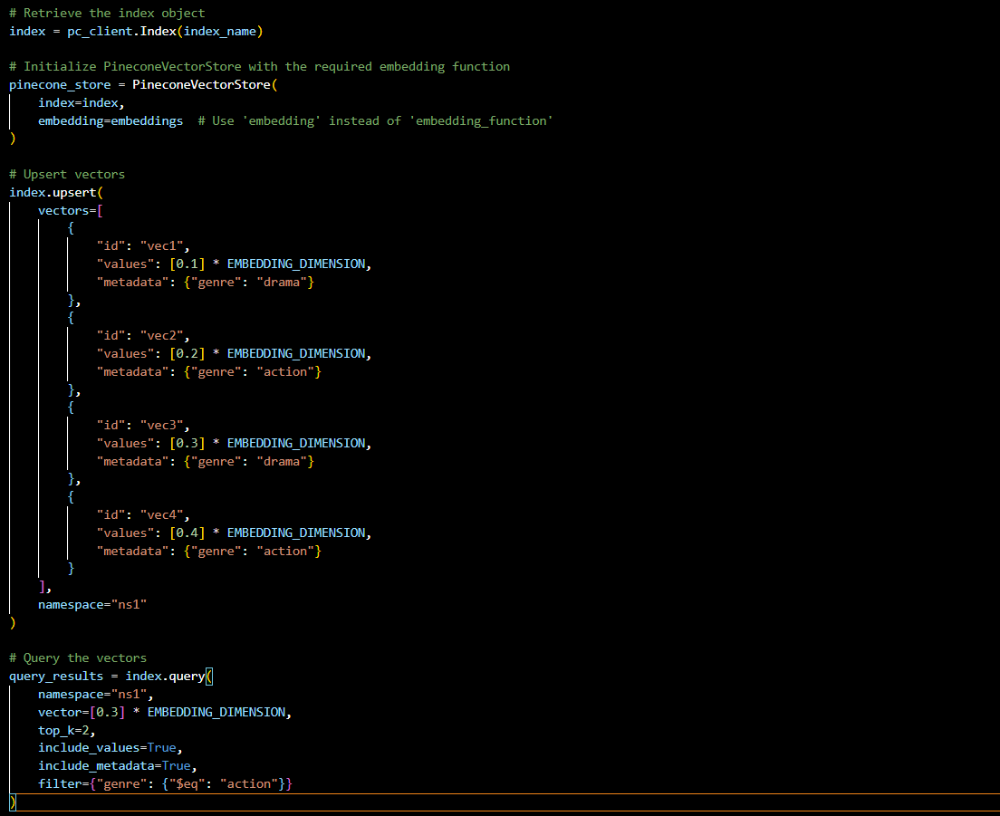 # Retrieve the index object
index = pc_client.Index(index_name)

# Initialize PineconeVectorStore with the required embedding function
pinecone_store = PineconeVectorStore(
    index=index,
    embedding=embeddings  # Use 'embedding' instead of 'embedding_function'
)

# Upsert vectors
index.upsert(
    vectors=[
        {
            "id": "vec1",
            "values": [0.1] * EMBEDDING_DIMENSION,
            "metadata": {"genre": "drama"}
        },
        {
            "id": "vec2",
            "values": [0.2] * EMBEDDING_DIMENSION,
            "metadata": {"genre": "action"}
        },
        {
            "id": "vec3",
            "values": [0.3] * EMBEDDING_DIMENSION,
            "metadata": {"genre": "drama"}
        },
        {
            "id": "vec4",
            "values": [0.4] * EMBEDDING_DIMENSION,
            "metadata": {"genre": "action"}
        }
    ],
    namespace="ns1"
)

# Query the vectors
query_results = index.query(
    namespace="ns1",
    vector=[0.3] * EMBEDDING_DIMENSION,
    top_k=2,
    include_values=True,
    include_metadata=True,
    filter={"genre": {"$eq": "action"}}
)